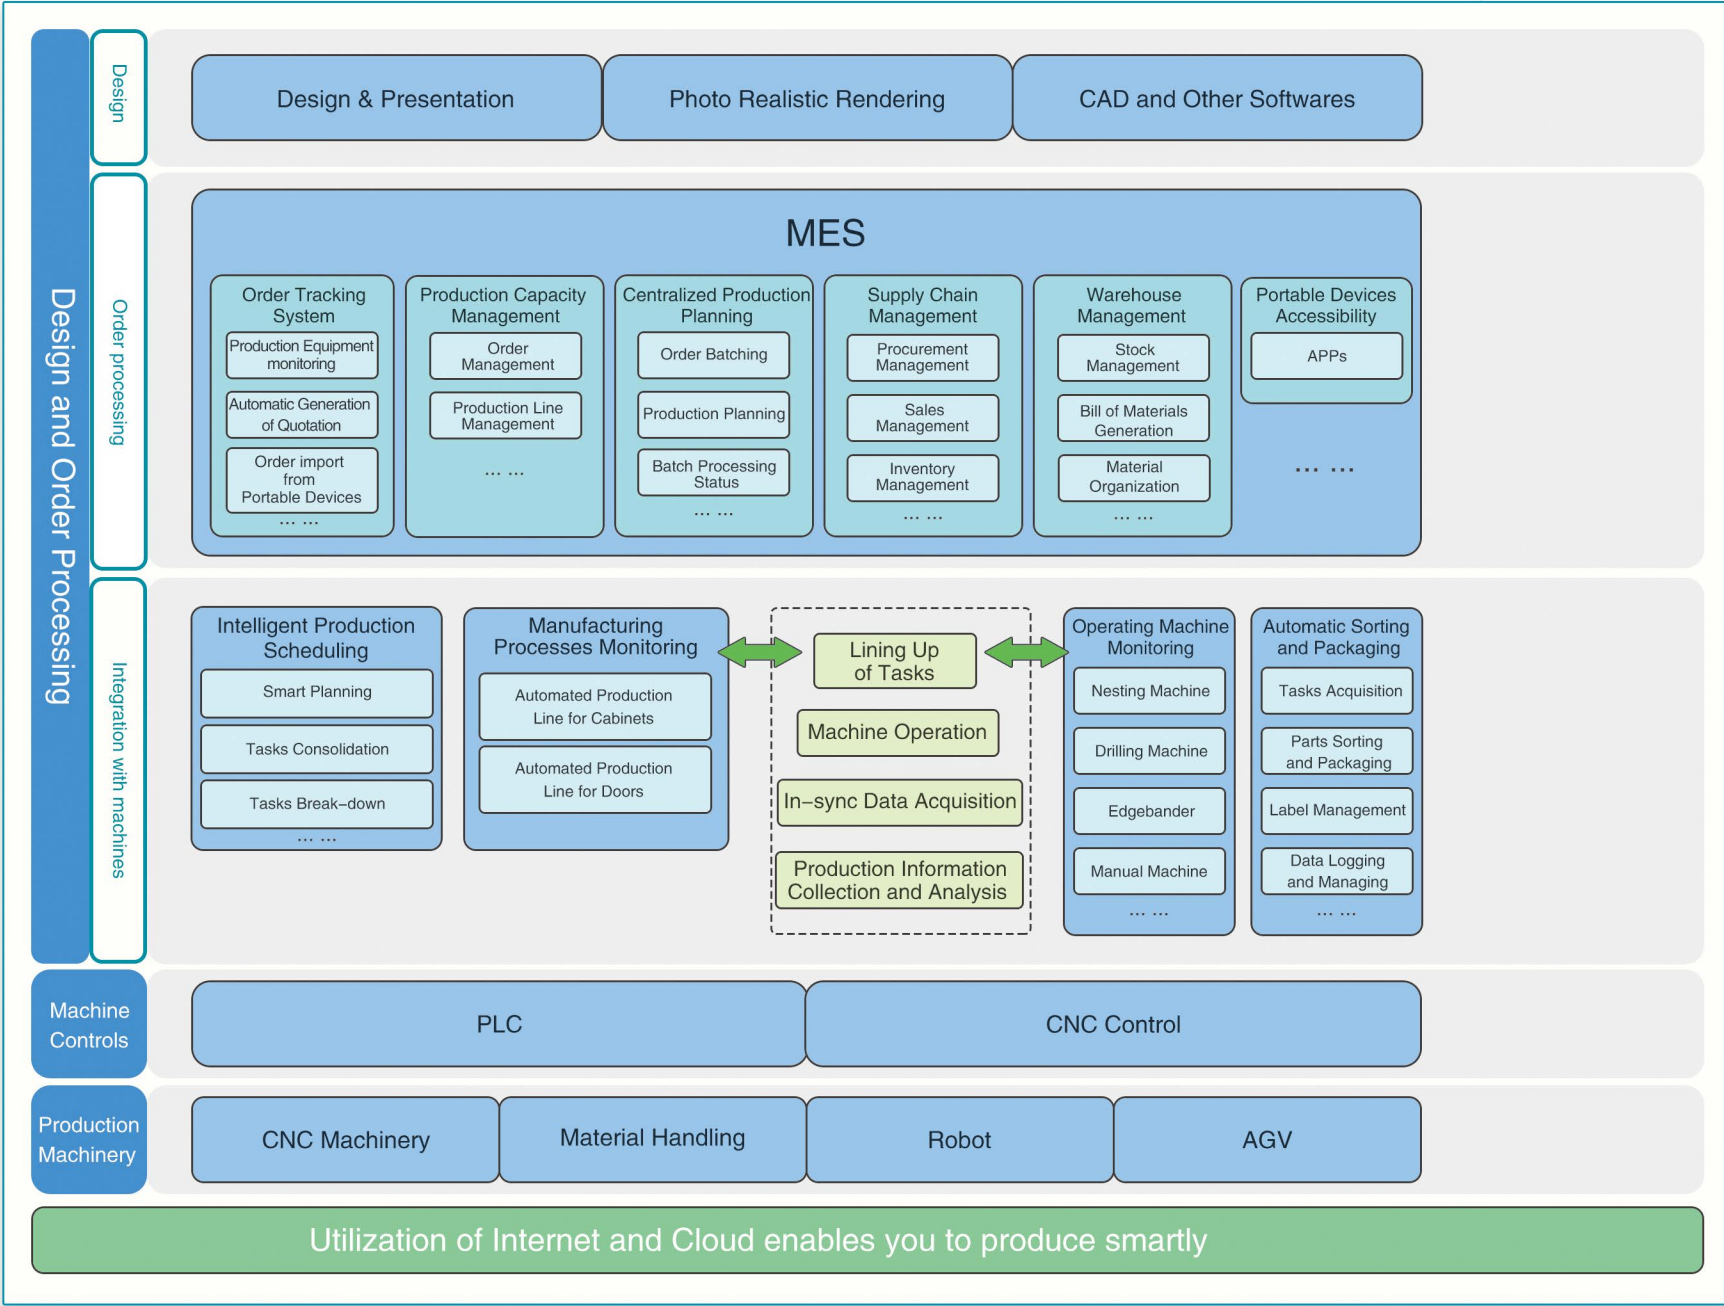 Design and Order Processing
Design
Design & Presentation
Photo Realistic Rendering
CAD and Other Softwares
Order processing
MES
Order Tracking
System
Production Equipment
monitoring
Automatic Generation
of Quotation
Order import
from
Portable Devices
... ...
Production Capacity
Management
Order
Management
Production Line
Management
... ...
Centralized Production
Planning
Order Batching
Production Planning
Batch Processing
Status
... ...
Supply Chain
Management
Procurement
Management
Sales
Management
Inventory
Management
... ...
Warehouse
Management
Stock
Management
Bill of Materials
Generation
Material
Organization
... ...
Portable Devices
Accessibility
APPs
... ...
Integration with machines
Intelligent Production
Scheduling
Smart Planning
Tasks Consolidation
Tasks Break-down
... ...
Manufacturing
Processes Monitoring
Automated Production
Line for Cabinets
Automated Production
Line for Doors
Lining Up
of Tasks
Machine Operation
In-sync Data Acquisition
Production Information
Collection and Analysis
Operating Machine
Monitoring
Nesting Machine
Drilling Machine
Edgebander
Manual Machine
... ...
Automatic Sorting
and Packaging
Tasks Acquisition
Parts Sorting
and Packaging
Label Management
Data Logging
and Managing
... ...
Machine
Controls
PLC
CNC Control
Production
Machinery
CNC Machinery
Material Handling
Robot
AGV
Utilization of Internet and Cloud enables you to produce smartly